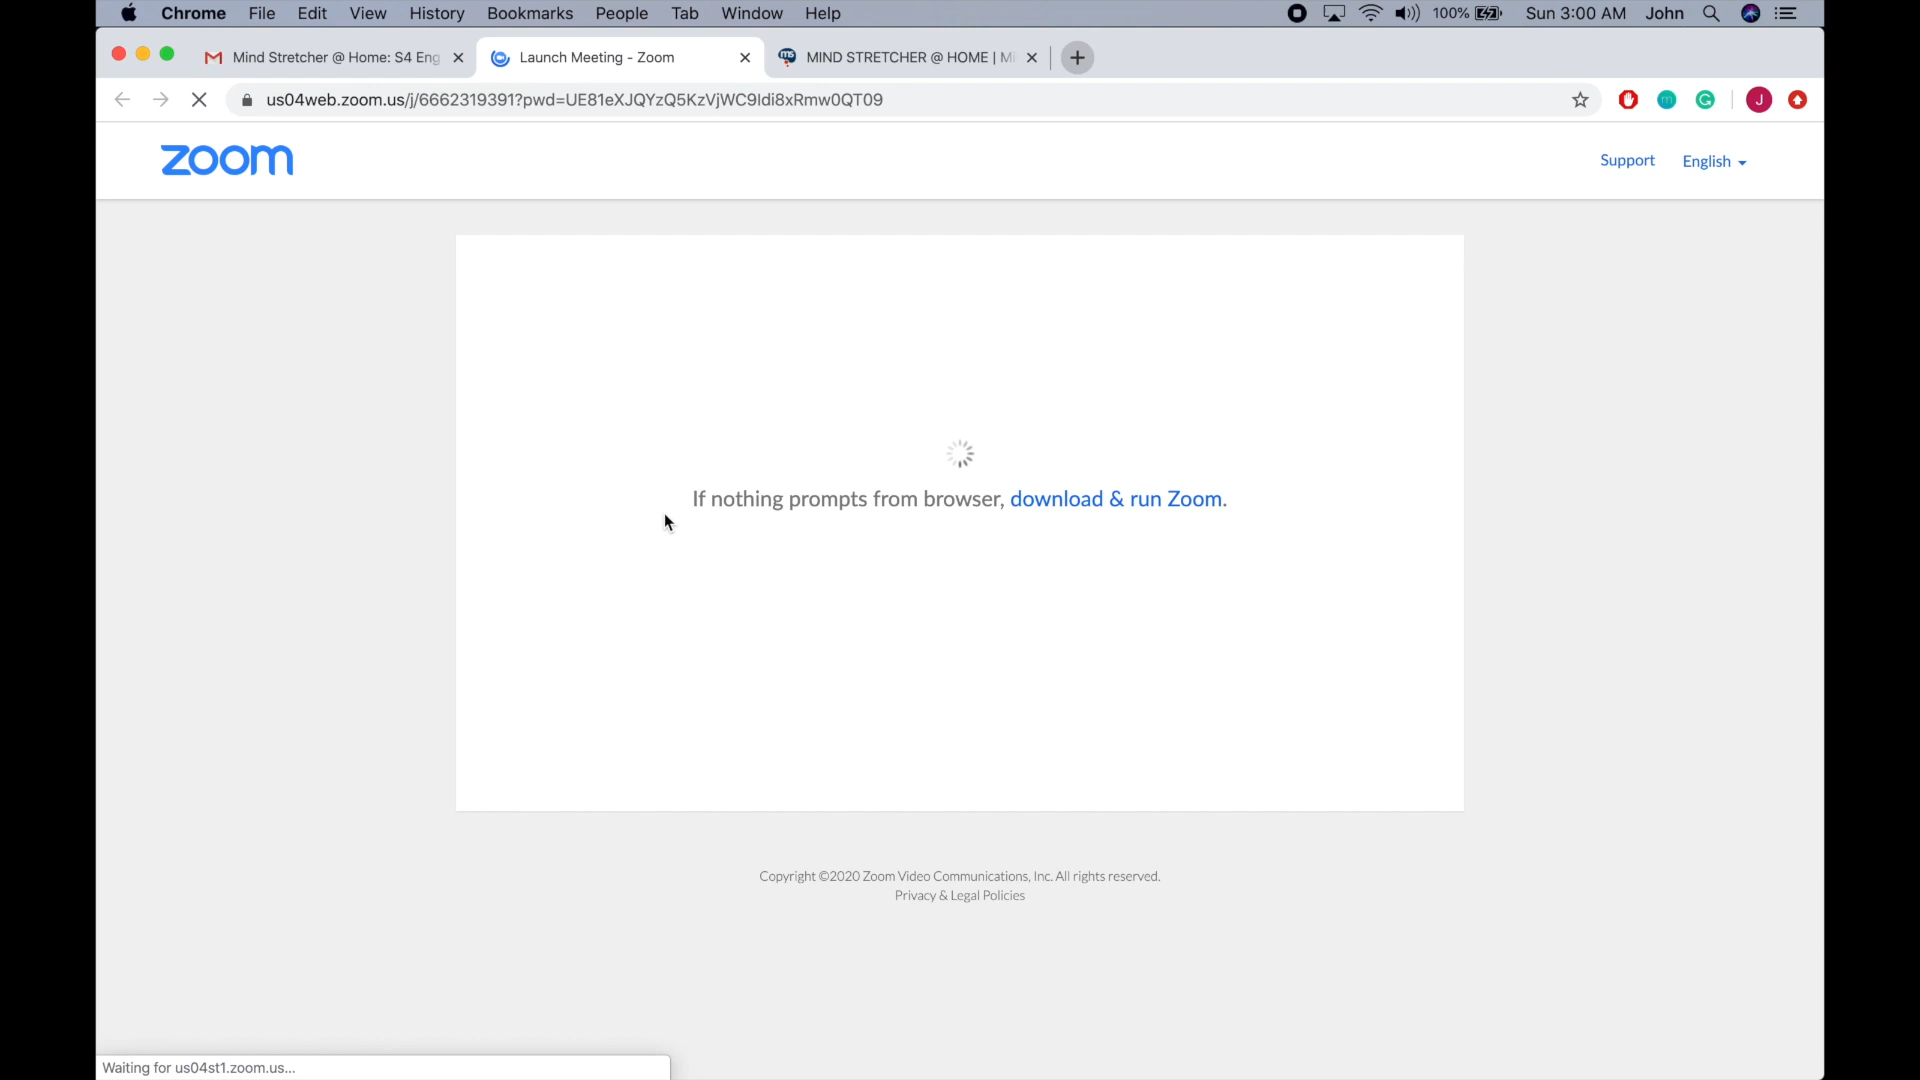 Chrome File Edit View History Bookmarks People Tab Window Help 100% Sun 3:00 AM John
Mind Stretcher @ Home: S4 Eng Launch Meeting - Zoom MIND STRETCHER @ HOME | Mi
us04web.zoom.us/j/6662319391?pwd=UE81eXJQYzQ5KzVjWC9Idi8xRmw0QT09 m G J
zoom Support English
If nothing prompts from browser, download & run Zoom.
Copyright ©2020 Zoom Video Communications, Inc. All rights reserved.
Privacy & Legal Policies
Waiting for us04st1.zoom.us...